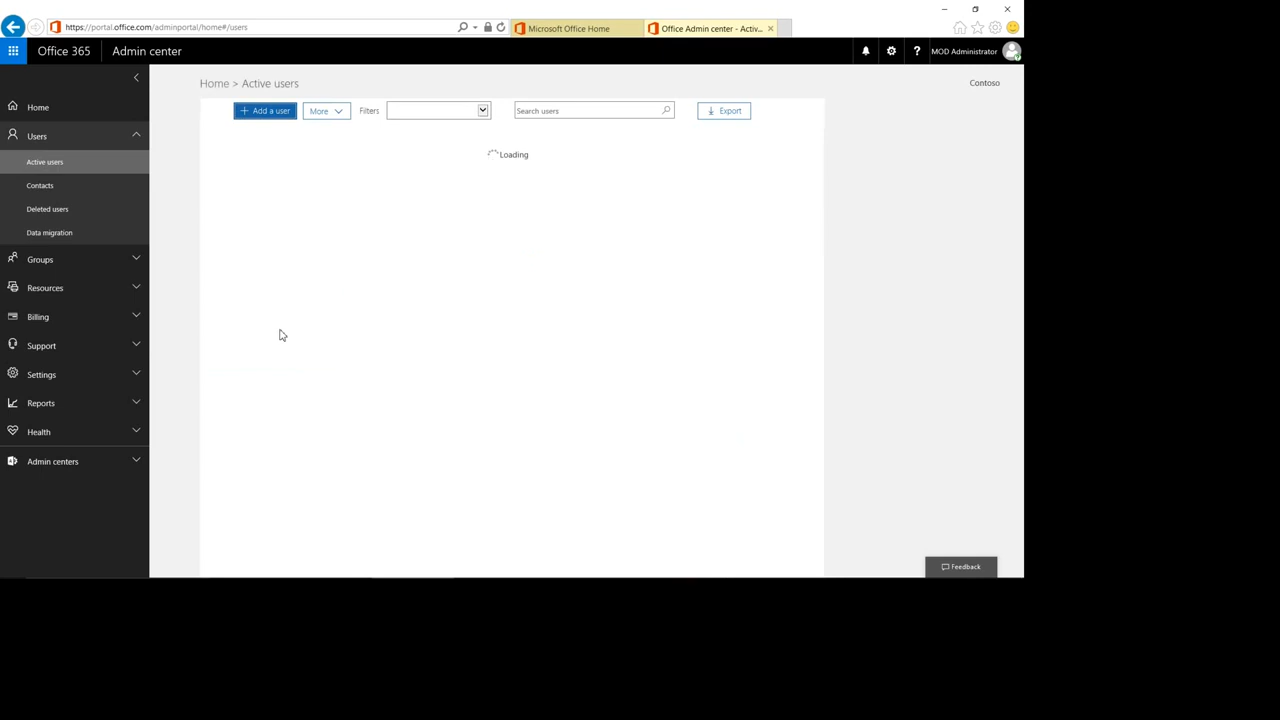 https://portal.office.com/adminportal/home#/users
Microsoft Office Home
Office Admin center - Activ...
Office 365
Admin center
MOD Administrator
Home > Active users
Contoso
Add a user
More
Filters
Search users
Export
Loading
Home
Users
Active users
Contacts
Deleted users
Data migration
Groups
Resources
Billing
Support
Settings
Reports
Health
Admin centers
Feedback